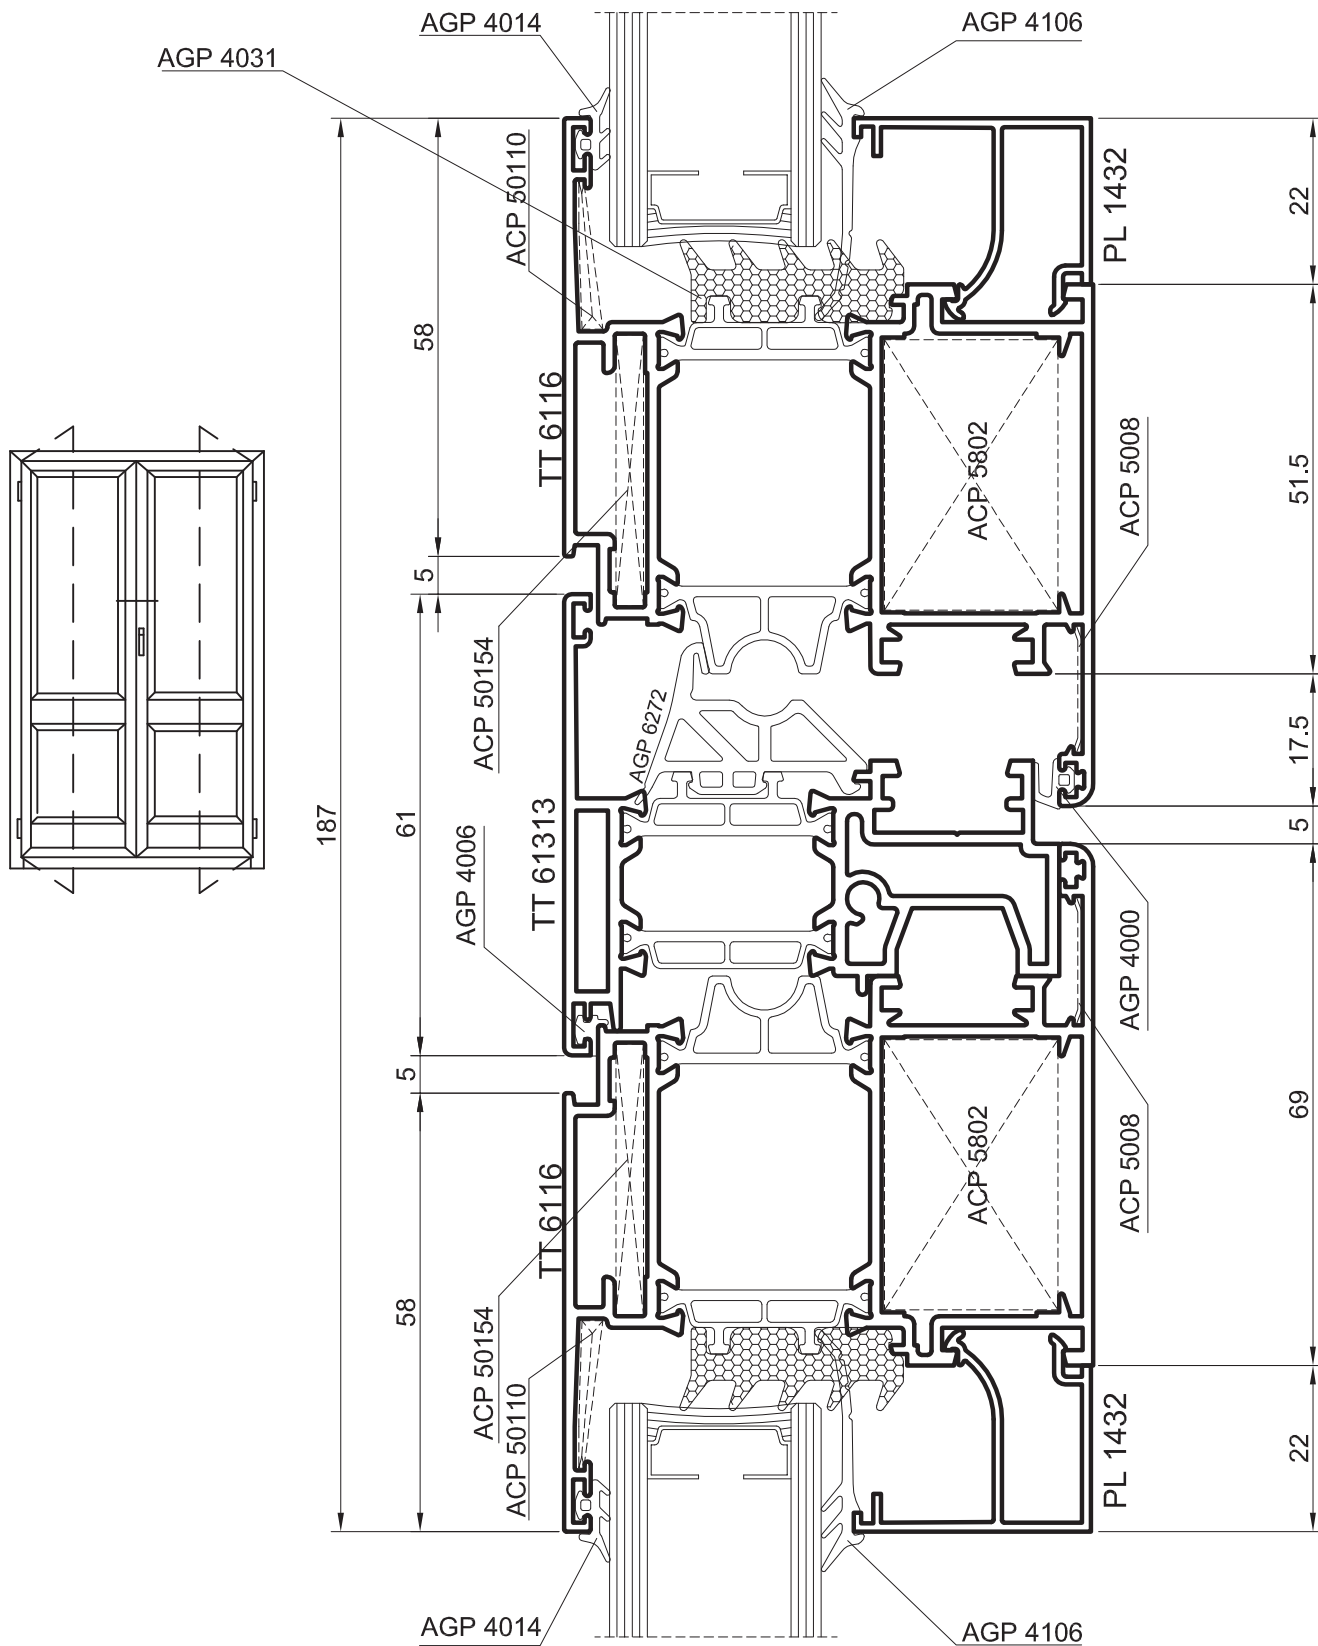 AGP 4014
AGP 4106
AGP 4031
ACP 50110
PL 1432
22
58
TT 6116
ACP 5802
ACP 5008
51.5
5
ACP 50154
AGP 6272
17.5
187
61
TT 61313
5
AGP 4006
AGP 4000
5
69
TT 6116
ACP 5802
ACP 5008
58
ACP 50154
ACP 50110
PL 1432
22
AGP 4014
AGP 4106